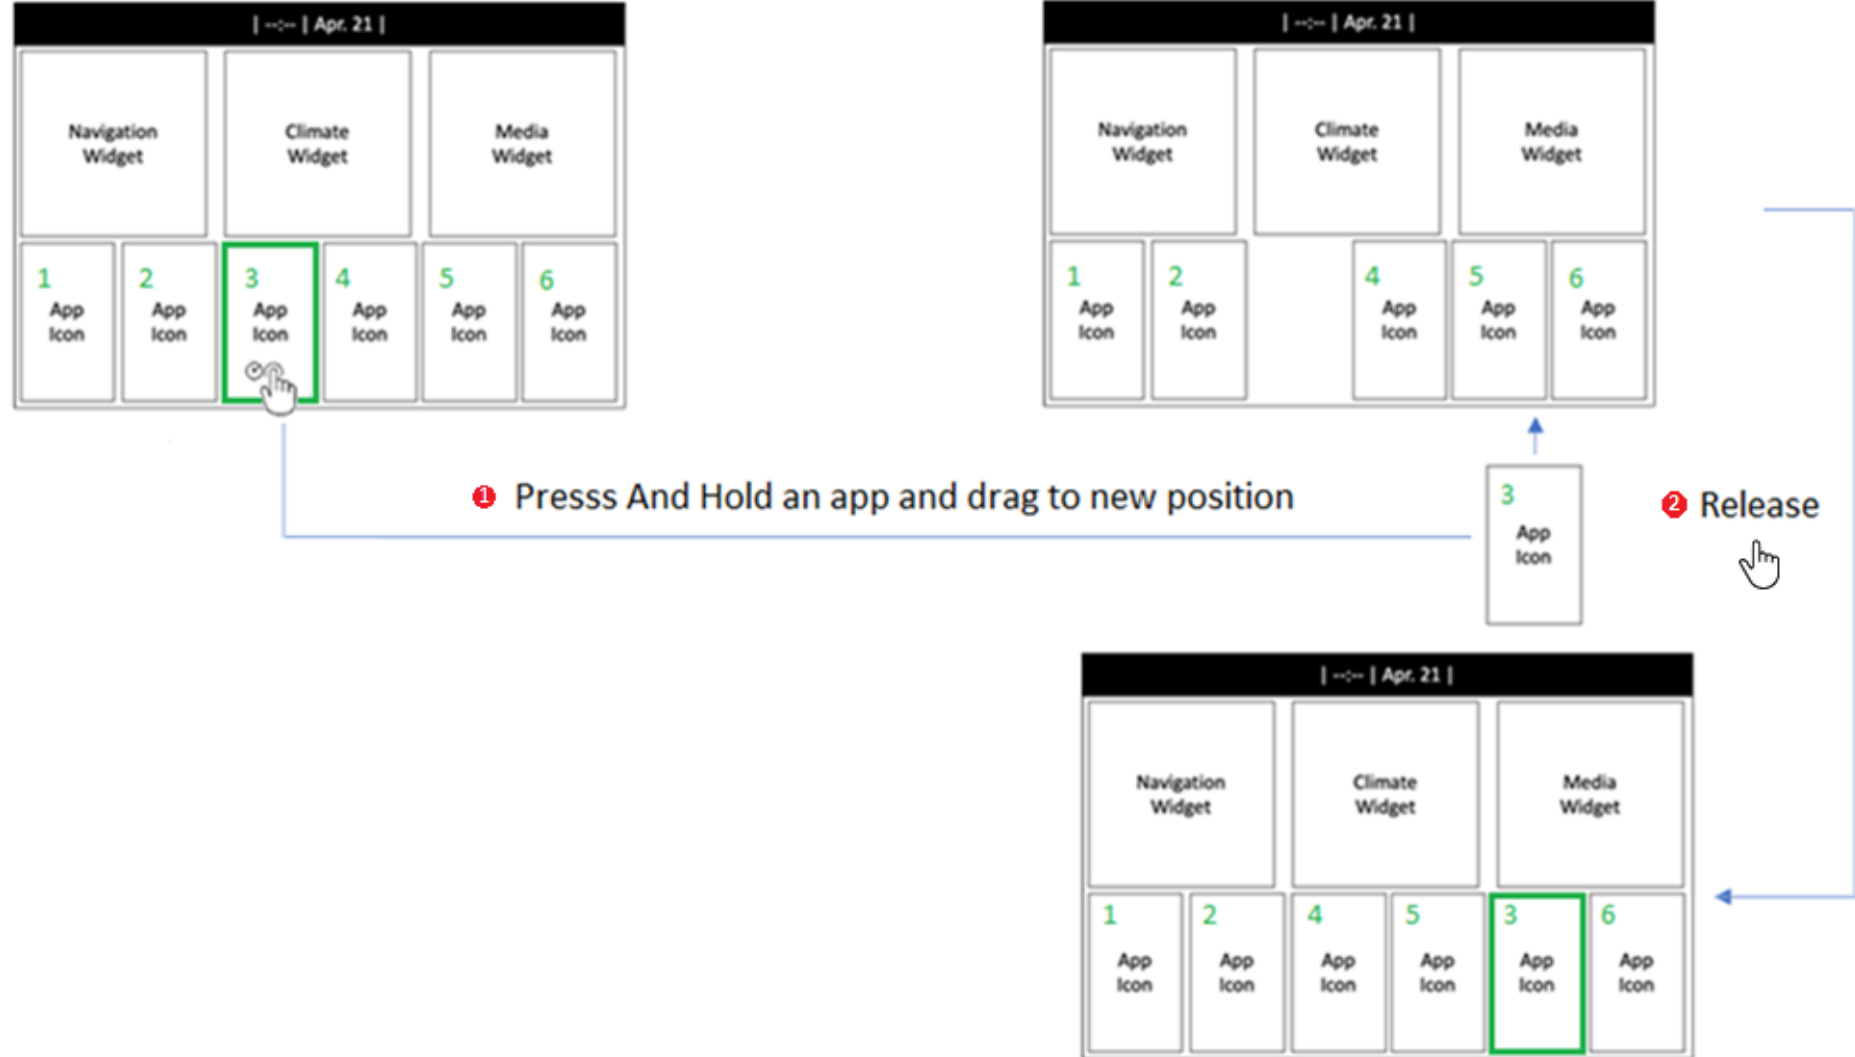 | --:-- | Apr. 21 |
Navigation
Widget
Climate
Widget
Media
Widget
1
App
Icon
2
App
Icon
3
App
Icon
4
App
Icon
5
App
Icon
6
App
Icon
| --:-- | Apr. 21 |
Navigation
Widget
Climate
Widget
Media
Widget
1
App
Icon
2
App
Icon
4
App
Icon
5
App
Icon
6
App
Icon
1 Presss And Hold an app and drag to new position
3
App
Icon
2 Release
| --:-- | Apr. 21 |
Navigation
Widget
Climate
Widget
Media
Widget
1
App
Icon
2
App
Icon
4
App
Icon
5
App
Icon
3
App
Icon
6
App
Icon